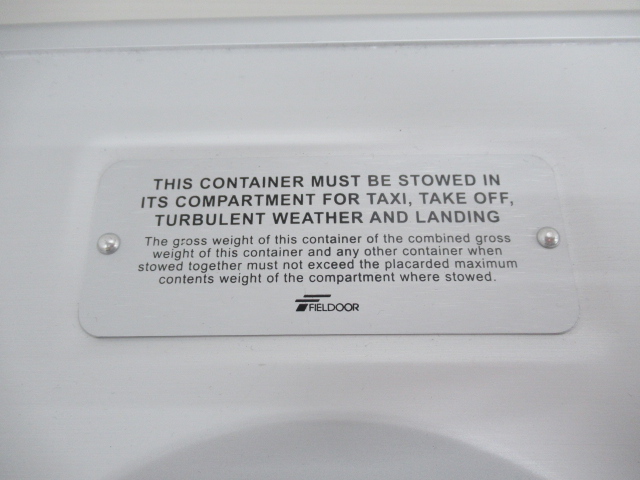 THIS CONTAINER MUST BE STOWED IN
ITS COMPARTMENT FOR TAXI, TAKE OFF,
TURBULENT WEATHER AND LANDING
The gross weight of this container of the combined gross
weight of this container and any other container when
stowed together must not exceed the placarded maximum
contents weight of the compartment where stowed.
FIELDOOR